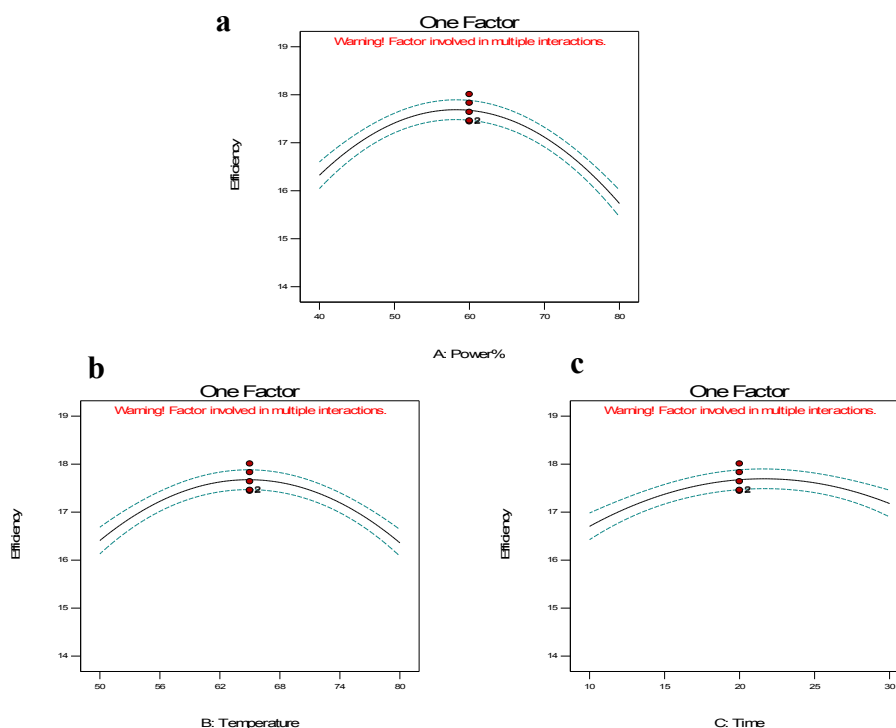 a
One Factor
Warning! Factor involved in multiple interactions.
19
18
17
16
15
14
Efficiency
2
40
50
60
70
80
A: Power%
b
One Factor
Warning! Factor involved in multiple interactions.
19
18
17
16
15
14
Efficiency
2
50
56
62
68
74
80
B: Temperature
c
One Factor
Warning! Factor involved in multiple interactions.
19
18
17
16
15
14
Efficiency
2
10
15
20
25
30
C: Time